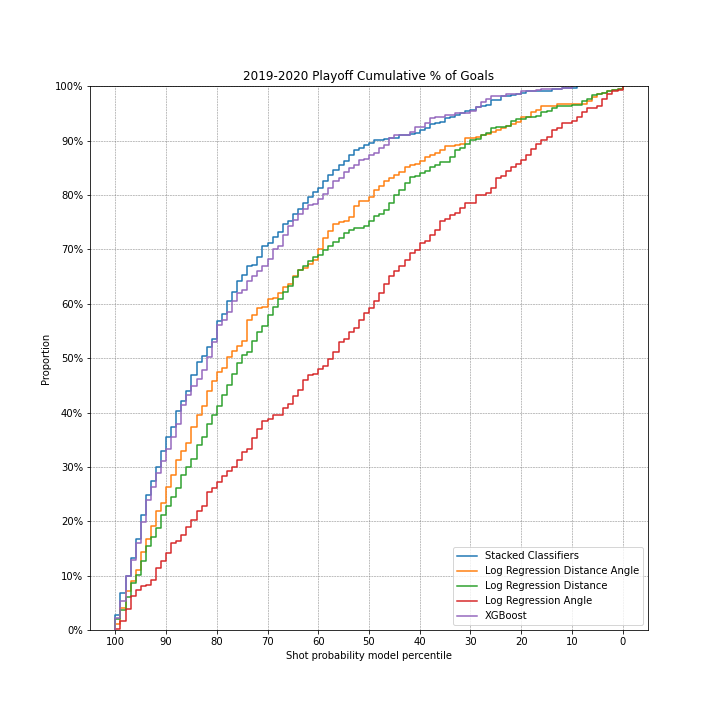 2019-2020 Playoff Cumulative % of Goals
100%
90%
80%
70%
60%
50%
40%
30%
20%
10%
0%
Proportion
100 90 80 70 60 50 40 30 20 10 0
Shot probability model percentile
Stacked Classifiers
Log Regression Distance Angle
Log Regression Distance
Log Regression Angle
XGBoost